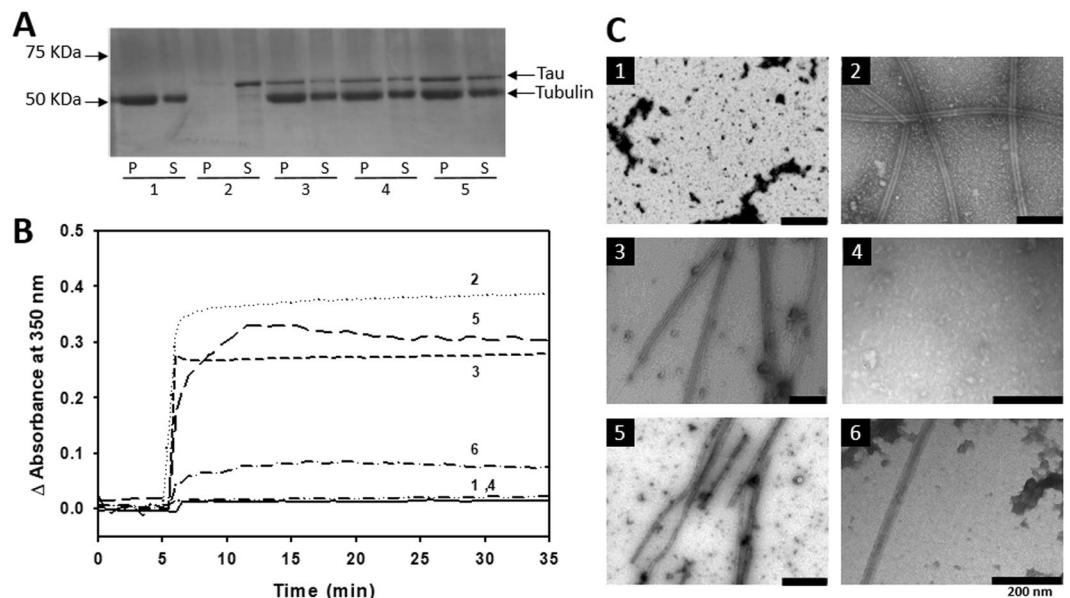 A
75 KDa
50 KDa
Tau
Tubulin
P S P S P S P S P S
1 2 3 4 5
B
Δ Absorbance at 350 nm
0.5
0.4
0.3
0.2
0.1
0.0
2
5
3
6
1 ,4
0 5 10 15 20 25 30 35
Time (min)
C
1
2
3
4
5
6
200 nm